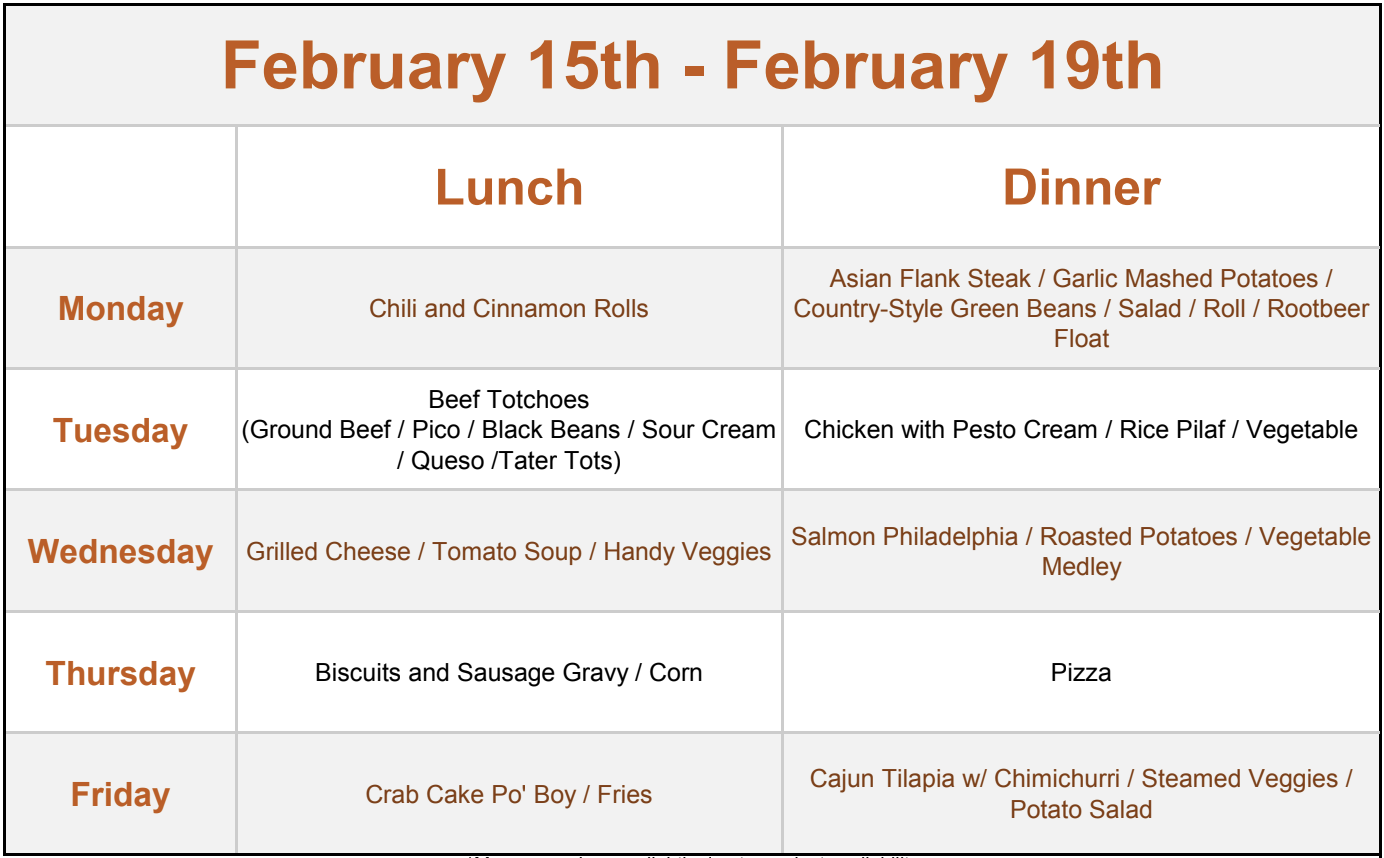 February 15th - February 19th
Lunch
Dinner
Monday
Chili and Cinnamon Rolls
Asian Flank Steak / Garlic Mashed Potatoes /
Country-Style Green Beans / Salad / Roll / Rootbeer
Float
Tuesday
Beef Totchoes
(Ground Beef / Pico / Black Beans / Sour Cream
/ Queso /Tater Tots)
Chicken with Pesto Cream / Rice Pilaf / Vegetable
Wednesday
Grilled Cheese / Tomato Soup / Handy Veggies
Salmon Philadelphia / Roasted Potatoes / Vegetable
Medley
Thursday
Biscuits and Sausage Gravy / Corn
Pizza
Friday
Crab Cake Po' Boy / Fries
Cajun Tilapia w/ Chimichurri / Steamed Veggies /
Potato Salad